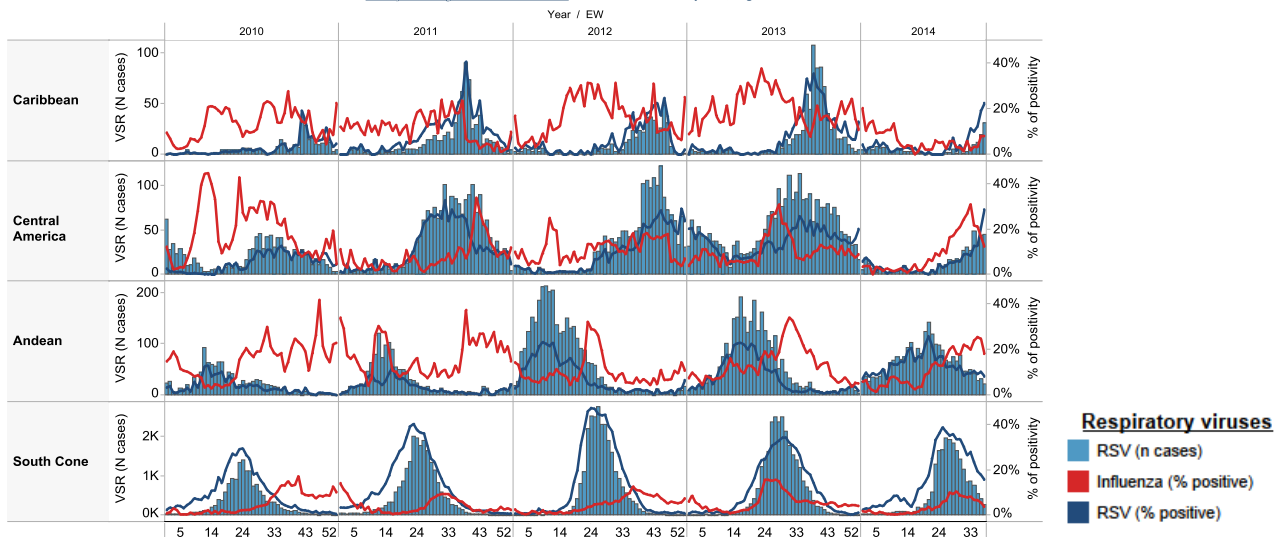 Year / EW
2010 2011 2012 2013 2014
Caribbean
VSR (N cases)
100
50
0
40%
20%
0%
% of positivity
Central
America
VSR (N cases)
100
50
0
40%
20%
0%
% of positivity
Andean
VSR (N cases)
200
100
0
40%
20%
0%
% of positivity
South Cone
VSR (N cases)
2K
1K
0K
40%
20%
0%
% of positivity
5 14 24 33 43 52 5 14 24 33 43 52 5 14 24 33 43 52 5 14 24 33 43 52 5 14 24 33
Respiratory viruses
RSV (n cases)
Influenza (% positive)
RSV (% positive)